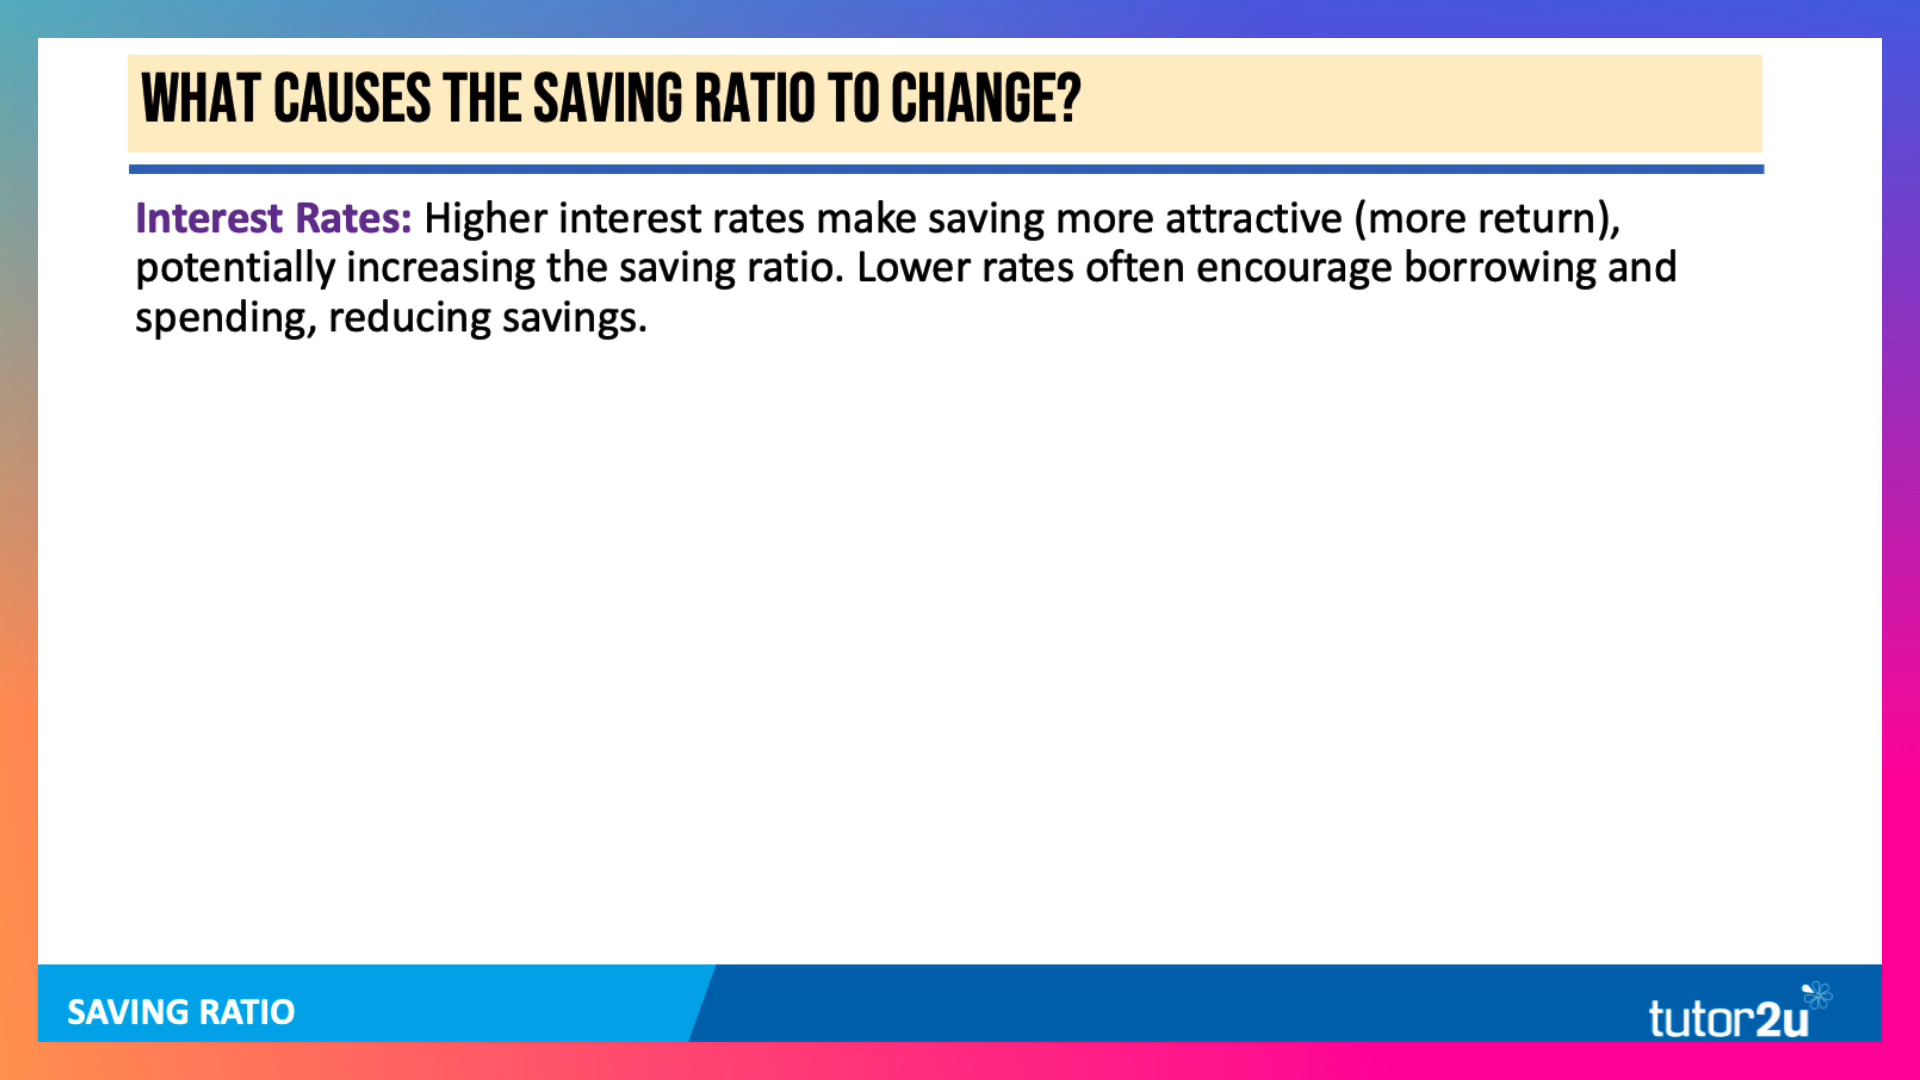 WHAT CAUSES THE SAVING RATIO TO CHANGE?
Interest Rates: Higher interest rates make saving more attractive (more return),
potentially increasing the saving ratio. Lower rates often encourage borrowing and
spending, reducing savings.
SAVING RATIO
tutor2u